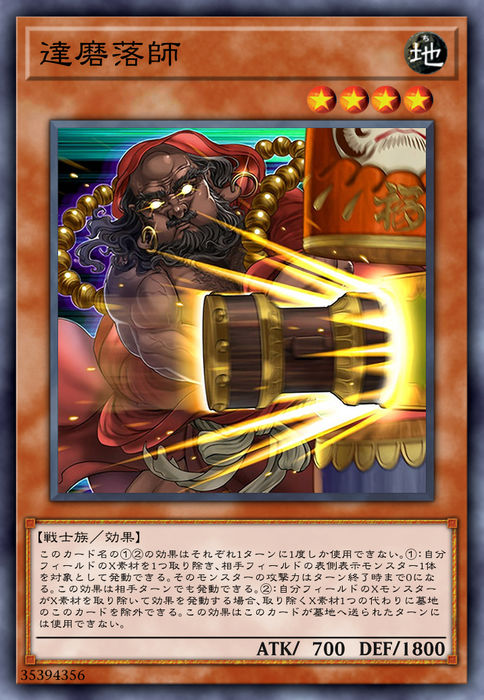 達磨落師
ち
地
福
【戦士族／効果】
このカード名の①②の効果はそれぞれ1ターンに1度しか使用できない。①：自分
フィールドのX素材を1つ取り除き、相手フィールドの表側表示モンスター1体
を対象として発動できる。そのモンスターの攻撃力はターン終了時まで0にな
る。この効果は相手ターンでも発動できる。②：自分フィールドのXモンスター
がX素材を取り除いて効果を発動する場合、取り除くX素材1つの代わりに墓地
のこのカードを除外できる。この効果はこのカードが墓地へ送られたターンに
は使用できない。
ATK/ 700 DEF/1800
35394356